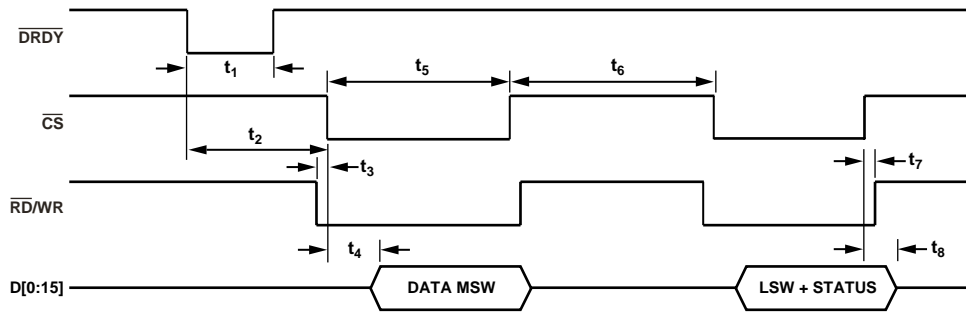 DRDY
t1
t5
t6
CS
t2
t3
t7
RD/WR
t4
t8
D[0:15]
DATA MSW
LSW + STATUS